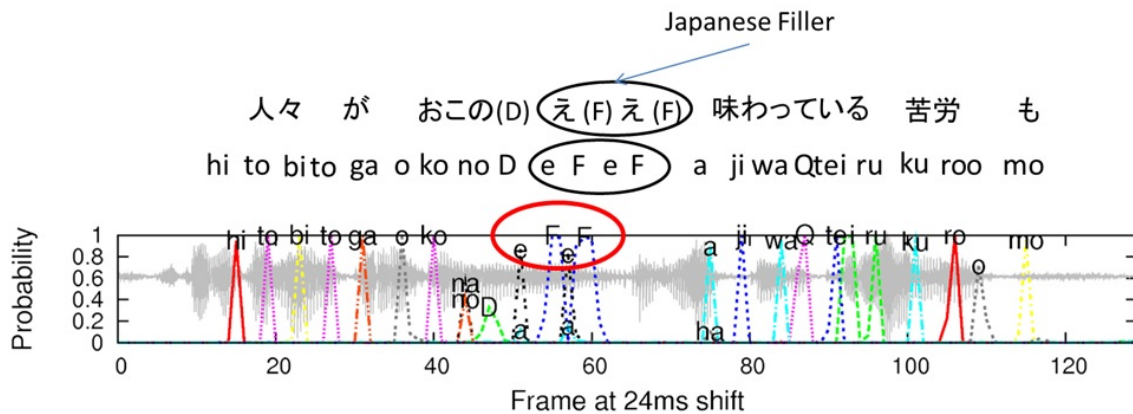 Japanese Filler
人々 が おこの(D) え (F) え (F) 味わっている 苦労 も
hi to bi to ga o ko no D e F e F a ji wa Q tei ru ku roo mo
Probability
1
0.8
0.6
0.4
0.2
0
hi to bi to ga o ko na no D e a F e a F a ha ji wa Q tei ru ku ro o mo
0 20 40 60 80 100 120
Frame at 24ms shift